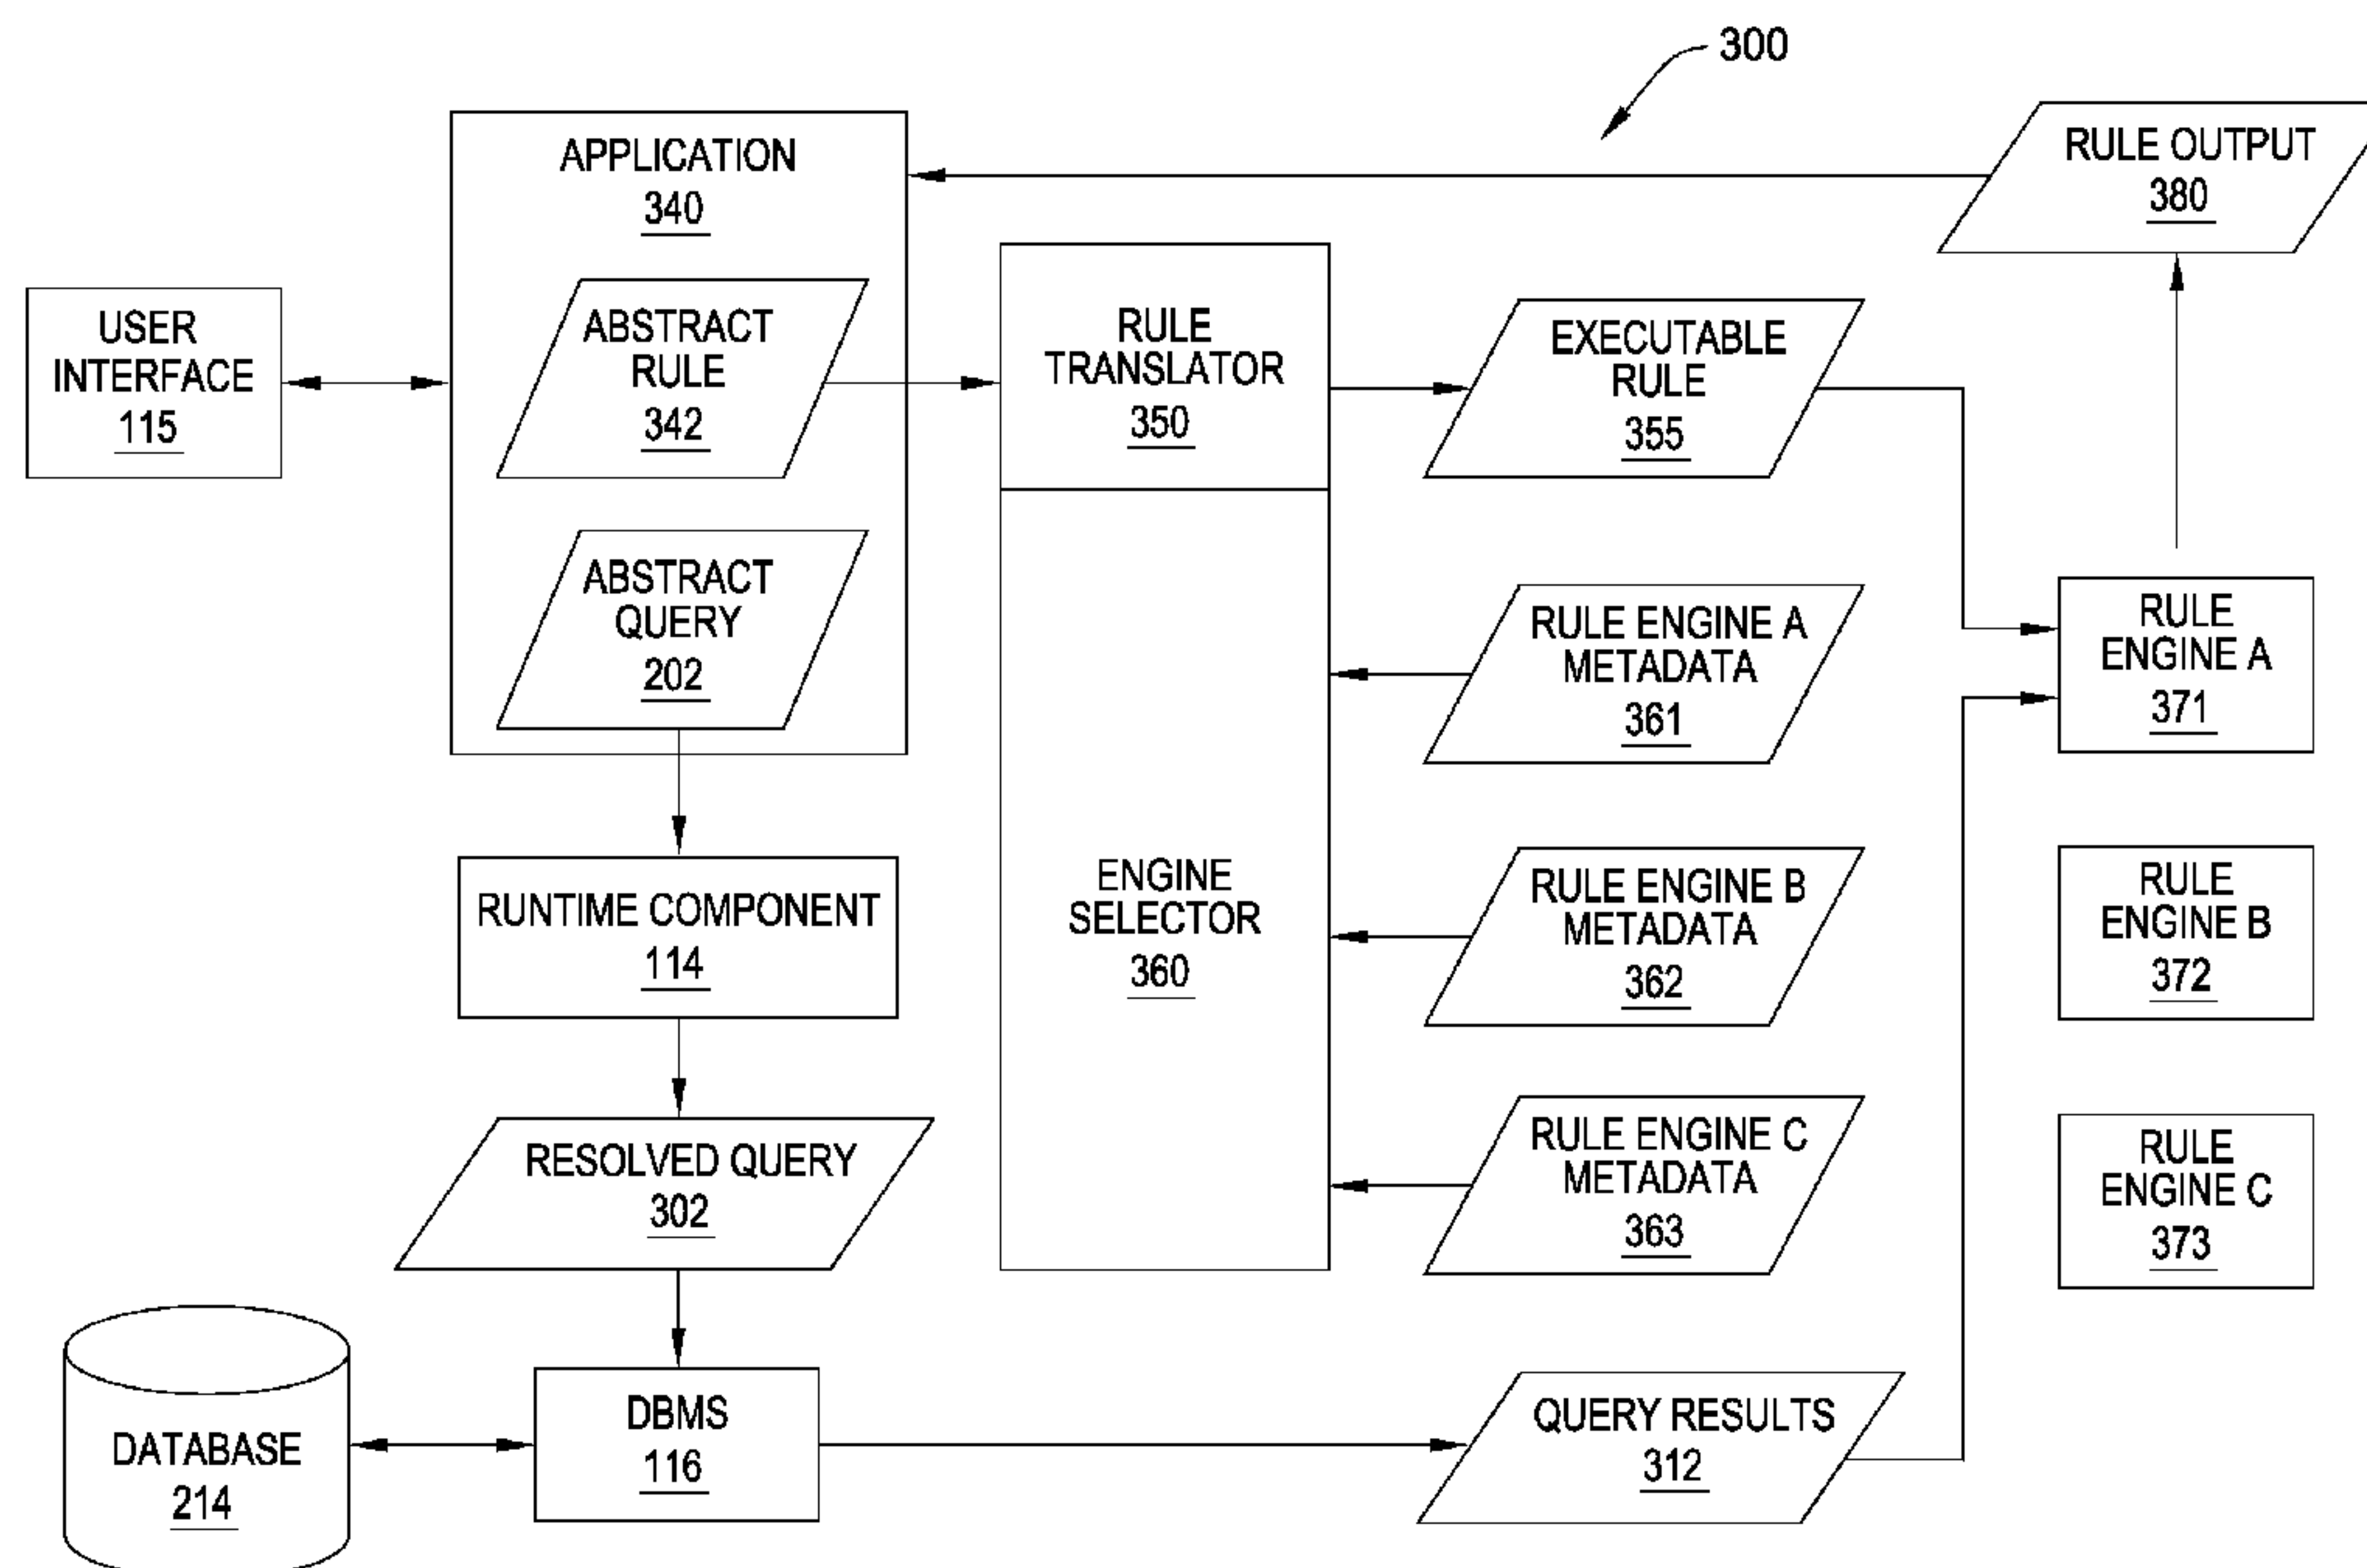 300
APPLICATION
340
RULE OUTPUT
380
USER
INTERFACE
115
ABSTRACT
RULE
342
RULE
TRANSLATOR
350
EXECUTABLE
RULE
355
ABSTRACT
QUERY
202
RULE ENGINE A
METADATA
361
RULE
ENGINE A
371
RUNTIME COMPONENT
114
ENGINE
SELECTOR
360
RULE ENGINE B
METADATA
362
RULE
ENGINE B
372
RESOLVED QUERY
302
RULE ENGINE C
METADATA
363
RULE
ENGINE C
373
DATABASE
214
DBMS
116
QUERY RESULTS
312